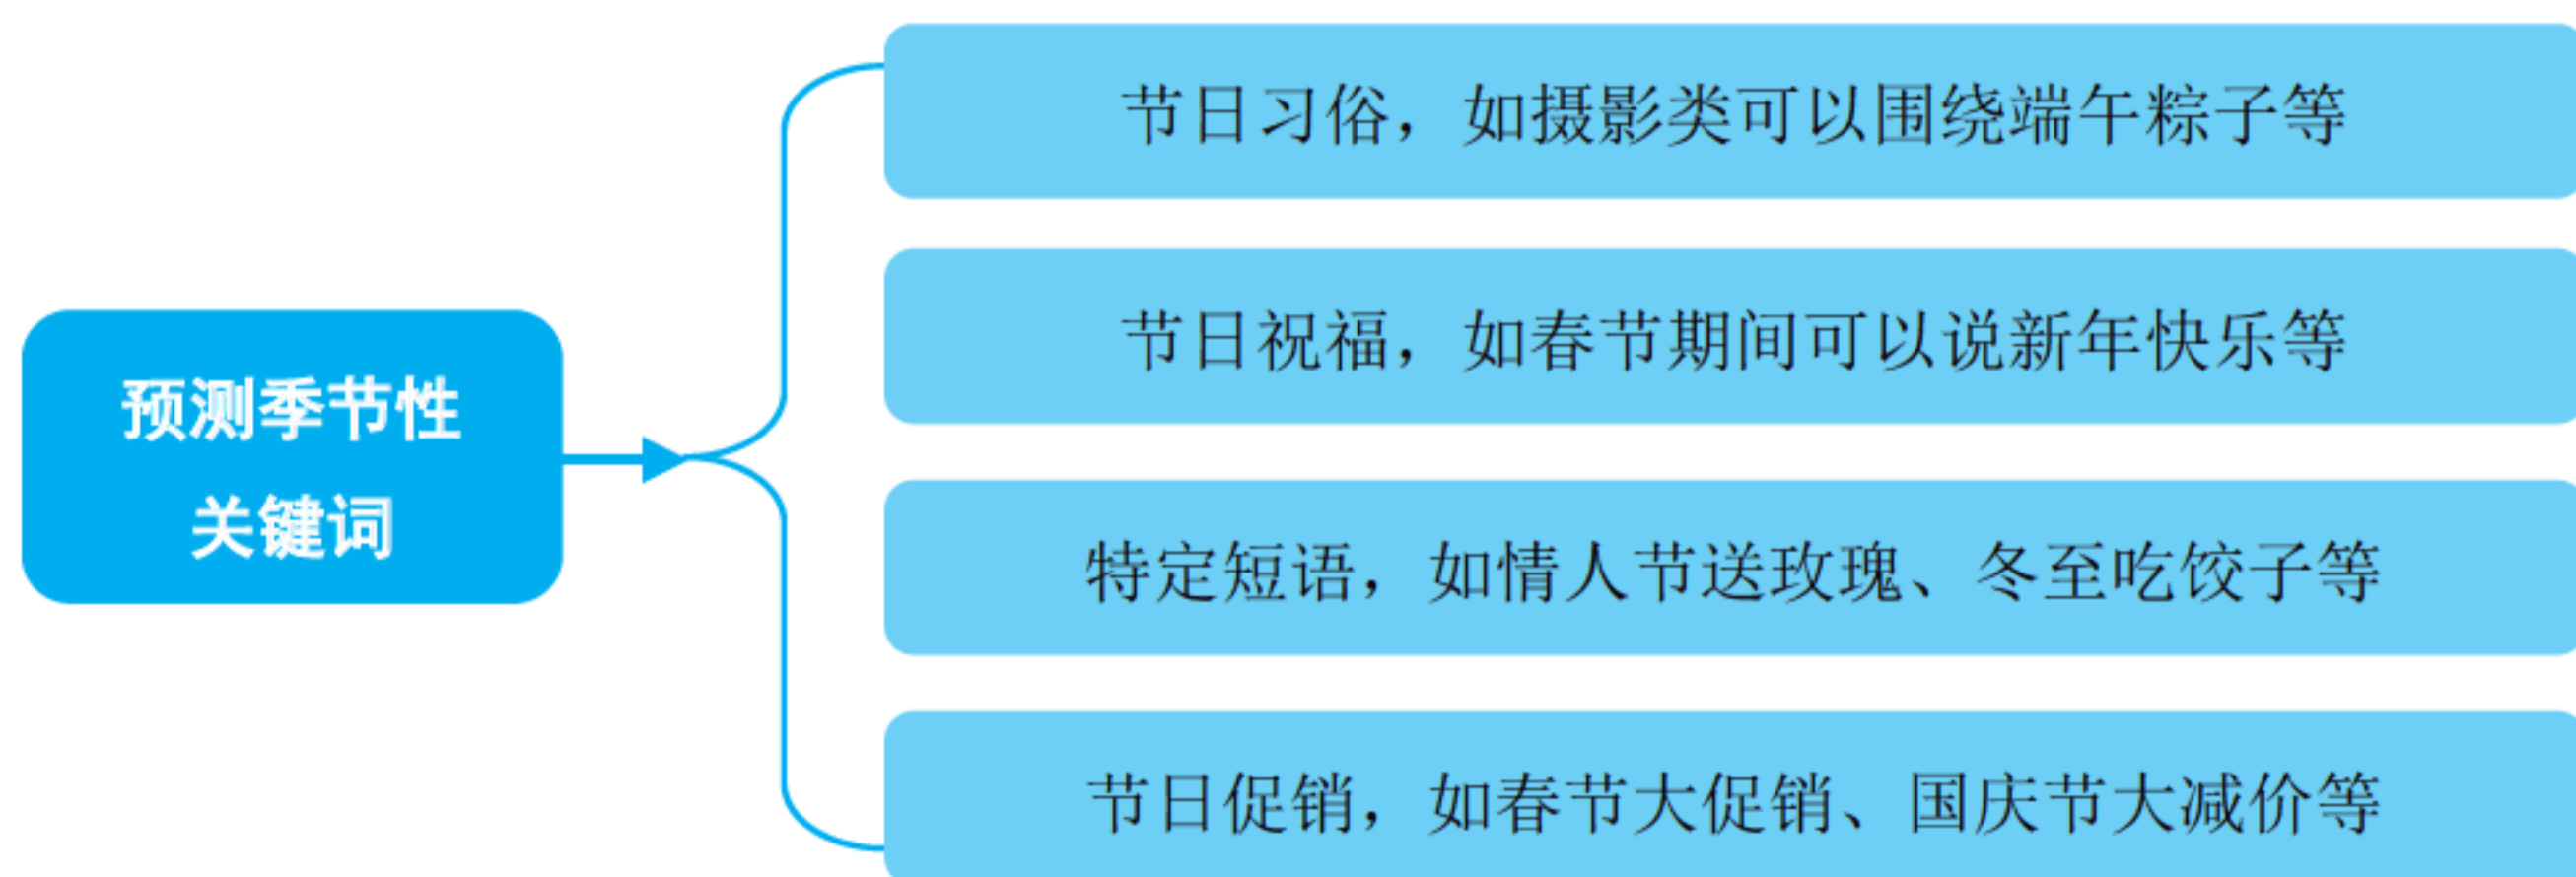 节日习俗，如摄影类可以围绕端午粽子等
节日祝福，如春节期间可以说新年快乐等
预测季节性
关键词
特定短语，如情人节送玫瑰、冬至吃饺子等
节日促销，如春节大促销、国庆节大减价等